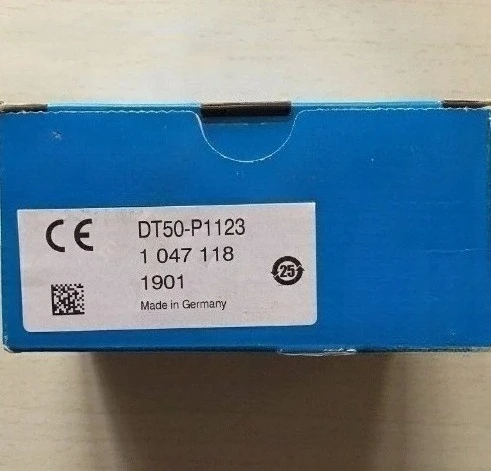 CE
DT50-P1123
1 047 118
25
1901
Made in Germany